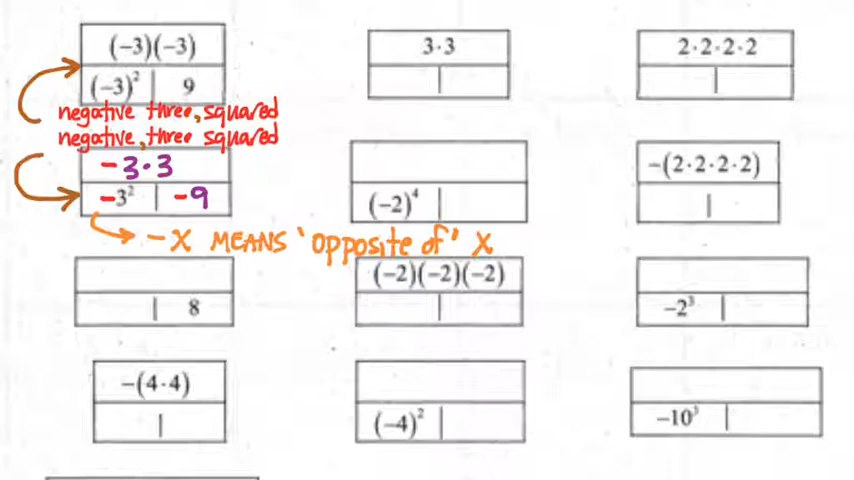 (−3)(−3)
(−3)² | 9
negative three, squared
negative, three squared
−3·3
−3² | −9
−X MEANS 'opposite of' X
8
−(4·4)
3·3
(−2)⁴
(−2)(−2)(−2)
(−4)²
2·2·2·2
−(2·2·2·2)
−2³
−10³